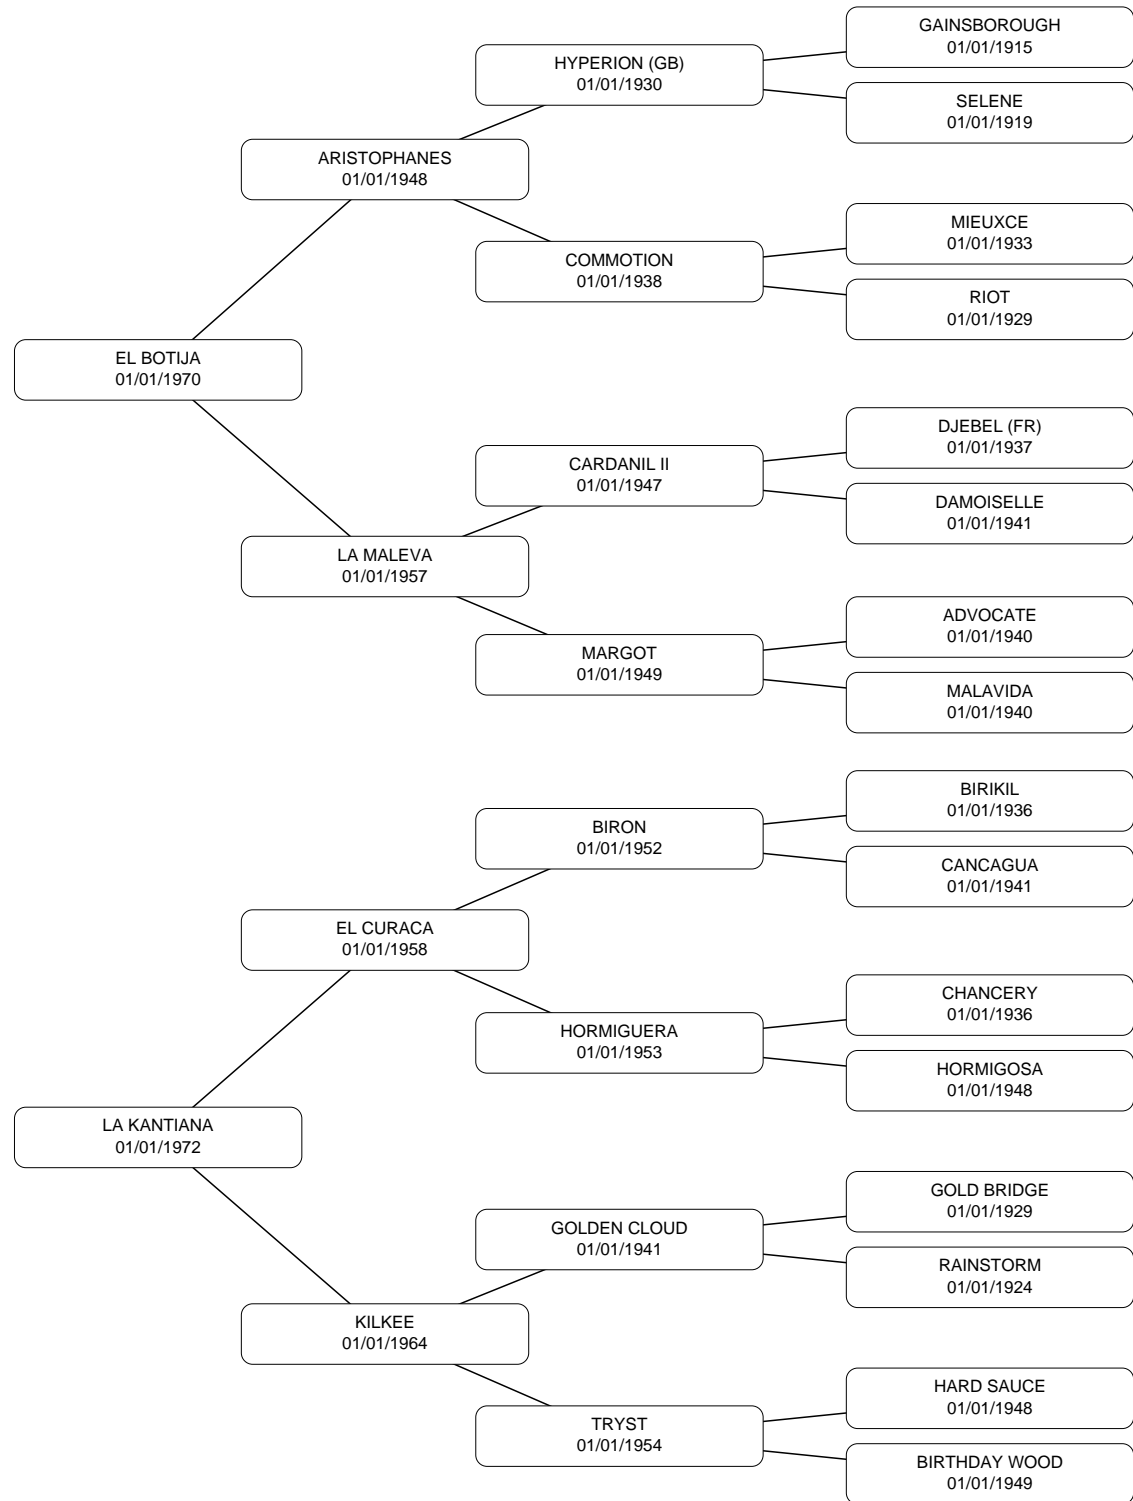 GAINSBOROUGH
01/01/1915
HYPERION (GB)
01/01/1930
SELENE
01/01/1919
ARISTOPHANES
01/01/1948
MIEUXCE
01/01/1933
COMMOTION
01/01/1938
RIOT
01/01/1929
EL BOTIJA
01/01/1970
DJEBEL (FR)
01/01/1937
CARDANIL II
01/01/1947
DAMOISELLE
01/01/1941
LA MALEVA
01/01/1957
ADVOCATE
01/01/1940
MARGOT
01/01/1949
MALAVIDA
01/01/1940
BIRIKIL
01/01/1936
BIRON
01/01/1952
CANCAGUA
01/01/1941
EL CURACA
01/01/1958
CHANCERY
01/01/1936
HORMIGUERA
01/01/1953
HORMIGOSA
01/01/1948
LA KANTIANA
01/01/1972
GOLD BRIDGE
01/01/1929
GOLDEN CLOUD
01/01/1941
RAINSTORM
01/01/1924
KILKEE
01/01/1964
HARD SAUCE
01/01/1948
TRYST
01/01/1954
BIRTHDAY WOOD
01/01/1949